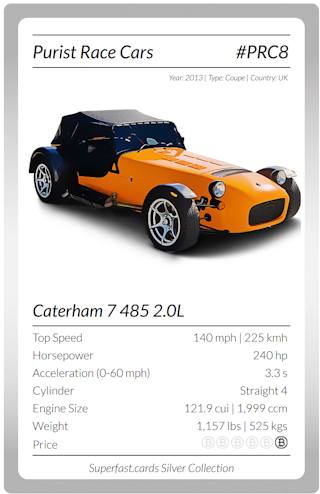 Purist Race Cars #PRC8
Year: 2013 | Type: Coupe | Country: UK
Caterham 7 485 2.0L
Top Speed 140 mph | 225 kmh
Horsepower 240 hp
Acceleration (0-60 mph) 3.3 s
Cylinder Straight 4
Engine Size 121.9 cui | 1,999 ccm
Weight 1,157 lbs | 525 kgs
Price ₿₿₿₿₿₿
Superfast.cards Silver Collection